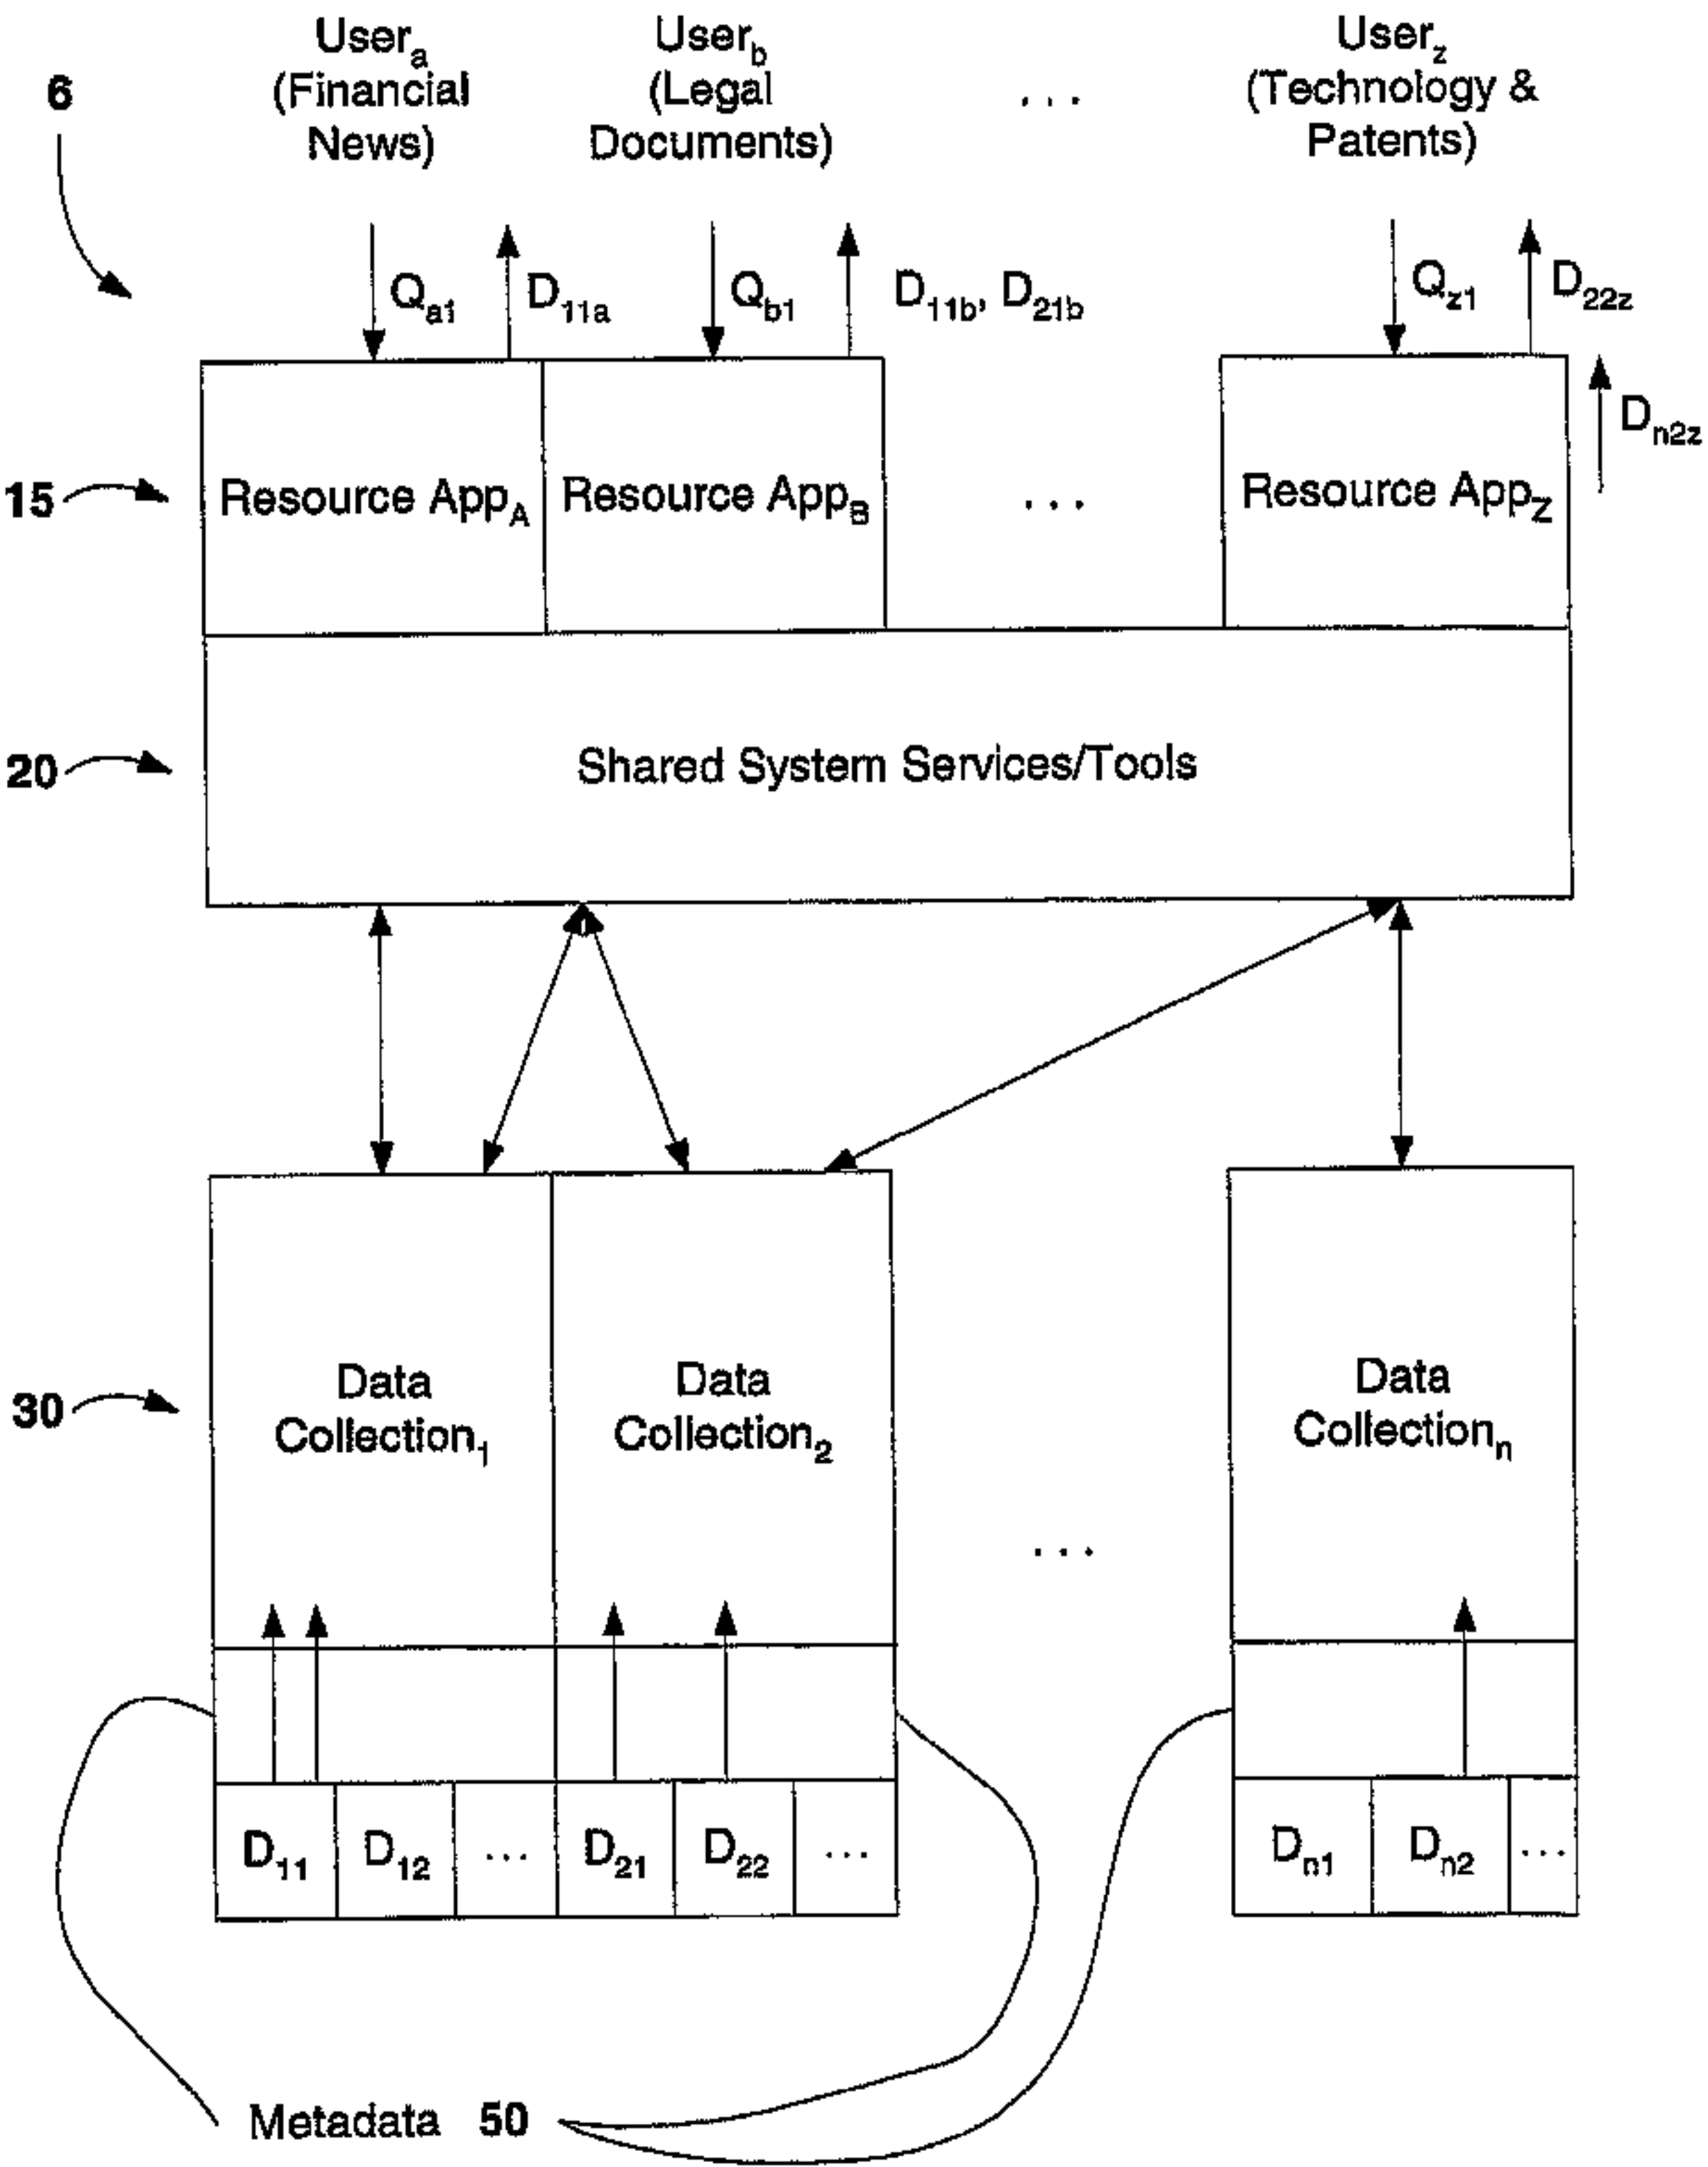 User_a User_b User_z
6 (Financial (Legal ... (Technology &
News) Documents) Patents)
Q_a1 D_11a Q_b1 D_11b, D_21b Q_z1 D_22z
D_n2z
15 Resource App_A Resource App_B ... Resource App_Z
20 Shared System Services/Tools
30 Data Data Data
Collection_1 Collection_2 Collection_n
...
D_11 D_12 ... D_21 D_22 ... D_n1 D_n2 ...
Metadata 50